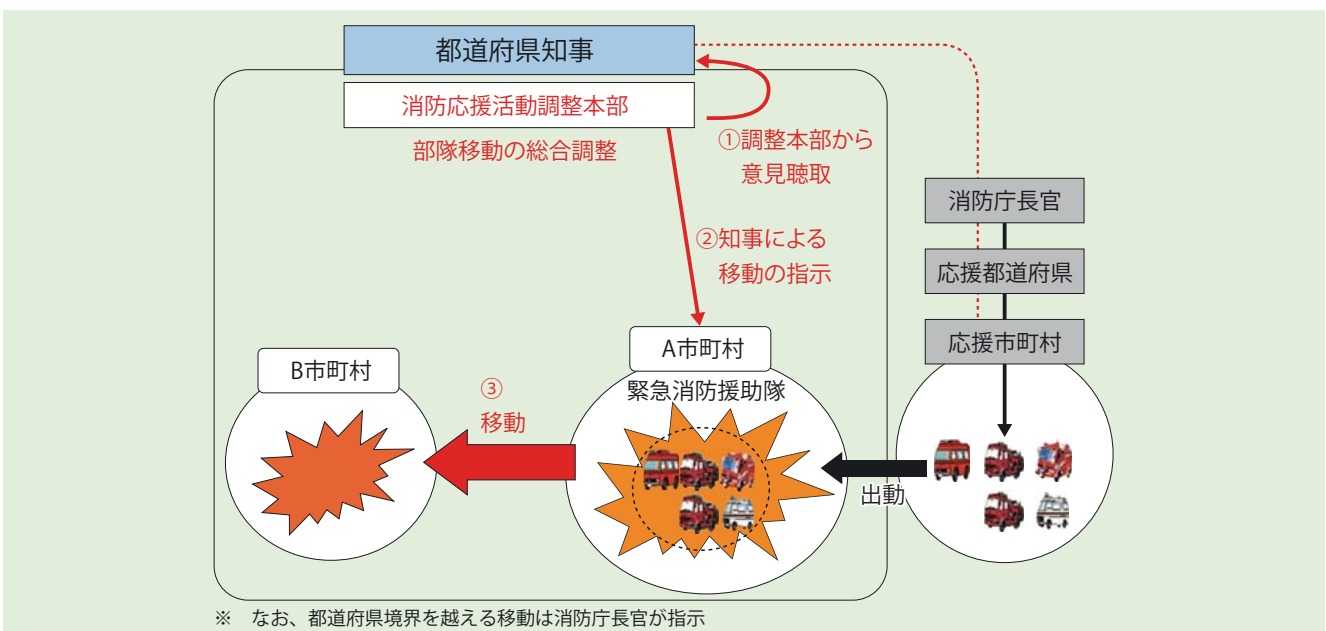 都道府県知事
消防応援活動調整本部
部隊移動の総合調整
①調整本部から
意見聴取
②知事による
移動の指示
消防庁長官
応援都道府県
応援市町村
A市町村
緊急消防援助隊
B市町村
③
移動
出動
※　なお、都道府県境界を越える移動は消防庁長官が指示